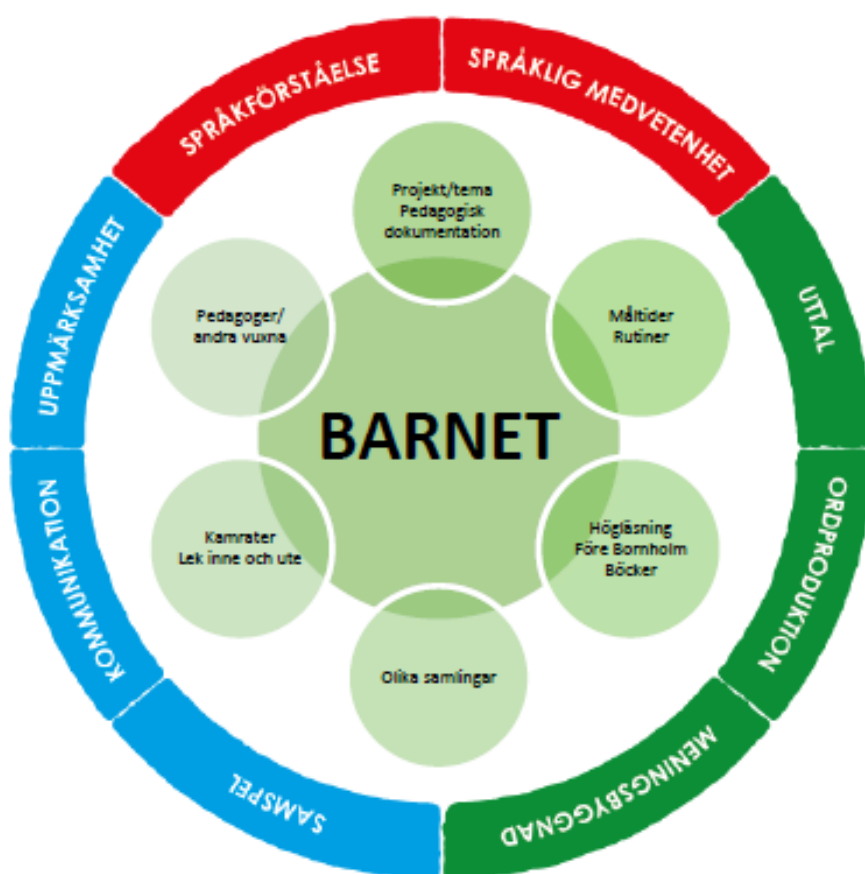 SPRÅKFÖRSTÅELSE
SPRÅKLIG MEDVETENHET
UTTAL
ORDPRODUKTION
MENINGSBYGGNAD
SAMSPEL
KOMMUNIKATION
UPPMÄRKSAMHET
Projekt/tema
Pedagogisk
dokumentation
Måltider
Rutiner
Högläsning
Före Bornholm
Böcker
Olika samlingar
Kamrater
Lek inne och ute
Pedagoger/
andra vuxna
BARNET